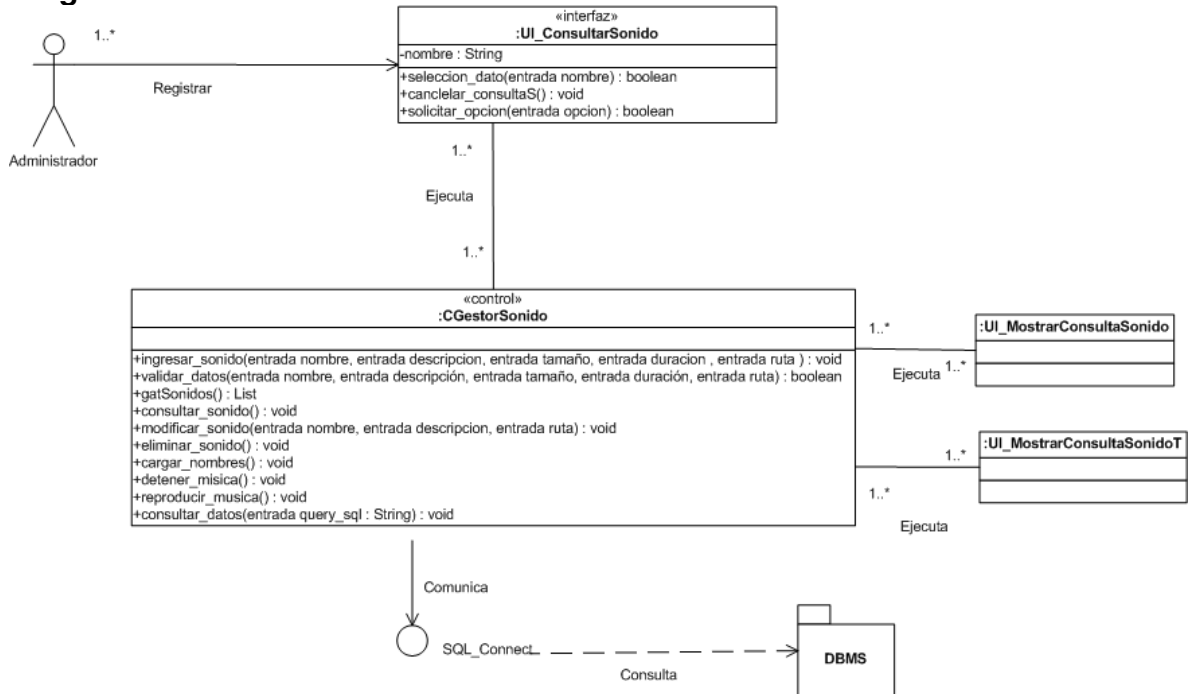 «interfaz»
:UI_ConsultarSonido
-nombre : String
+seleccion_dato(entrada nombre) : boolean
+canclelar_consultaS() : void
+solicitar_opcion(entrada opcion) : boolean
1..*
Registrar
Administrador
1..*
Ejecuta
1..*
«control»
:CGestorSonido
+ingresar_sonido(entrada nombre, entrada descripcion, entrada tamaño, entrada duracion , entrada ruta ) : void
+validar_datos(entrada nombre, entrada descripción, entrada tamaño, entrada duración, entrada ruta) : boolean
+gatSonidos() : List
+consultar_sonido() : void
+modificar_sonido(entrada nombre, entrada descripcion, entrada ruta) : void
+eliminar_sonido() : void
+cargar_nombres() : void
+detener_misica() : void
+reproducir_musica() : void
+consultar_datos(entrada query_sql : String) : void
1..*
:UI_MostrarConsultaSonido
Ejecuta
1..*
:UI_MostrarConsultaSonidoT
1..*
1..*
Ejecuta
Comunica
SQL_Connect
Consulta
DBMS